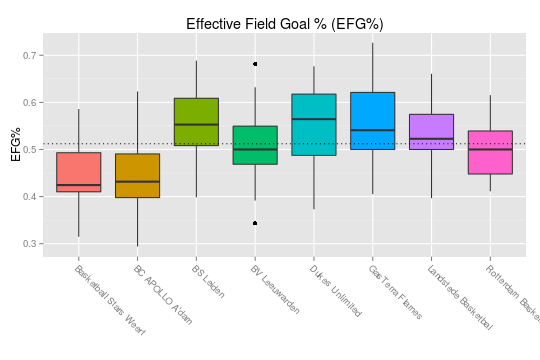 Effective Field Goal % (EFG%)
EFG%
0.7
0.6
0.5
0.4
0.3
Basketball Stars Weert
BC APOLLO A'dam
BS Leiden
BV Leeuwarden
Dukes Unlimited
GasTerra Flames
Landstede Basketbal
Rotterdam Baske